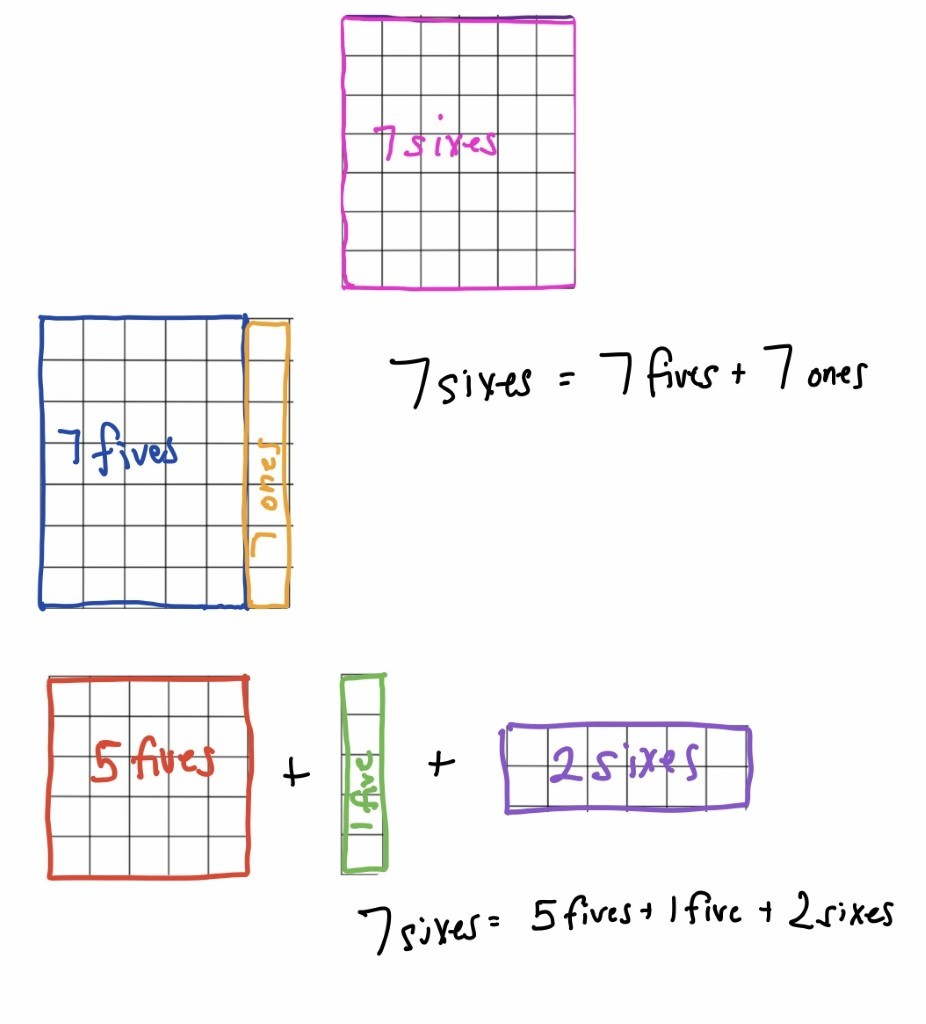 7 sixes
7 fives
7 ones
7 sixes = 7 fives + 7 ones
5 fives
+
1 five
+
2 sixes
7 sixes = 5 fives + 1 five + 2 sixes